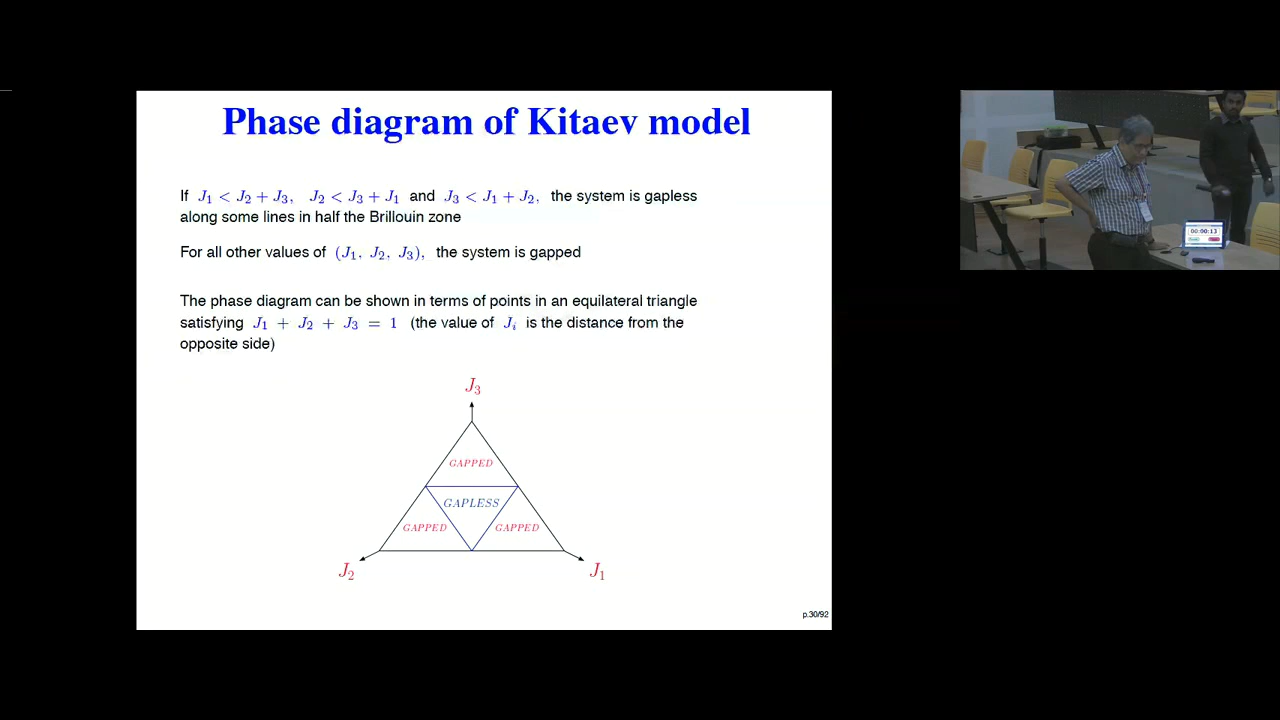 Phase diagram of Kitaev model
If J₁ < J₂ + J₃, J₂ < J₃ + J₁ and J₃ < J₁ + J₂, the system is gapless
along some lines in half the Brillouin zone
For all other values of (J₁, J₂, J₃), the system is gapped
The phase diagram can be shown in terms of points in an equilateral triangle
satisfying J₁ + J₂ + J₃ = 1 (the value of Jᵢ is the distance from the
opposite side)
J₃
GAPPED
GAPLESS
GAPPED GAPPED
J₂ J₁
p.30/92
00:00:13